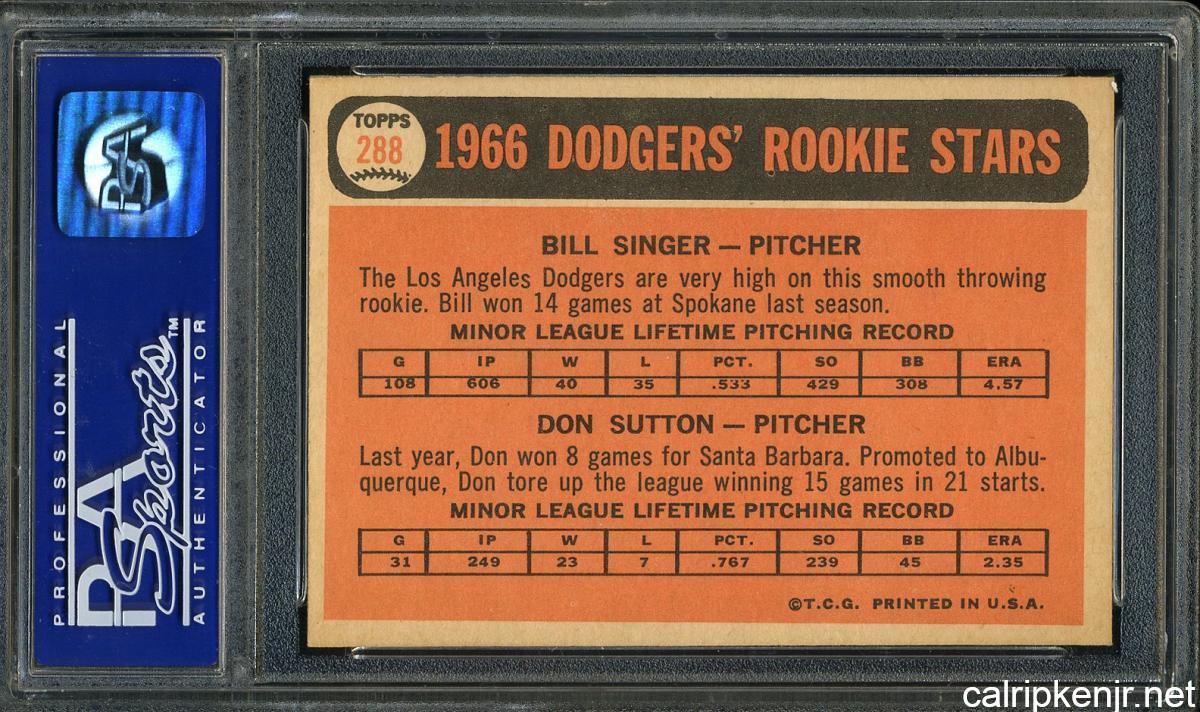 PSA
PROFESSIONAL
PSA Sports™
AUTHENTICATOR
TOPPS
288
1966 DODGERS' ROOKIE STARS
BILL SINGER — PITCHER
The Los Angeles Dodgers are very high on this smooth throwing
rookie. Bill won 14 games at Spokane last season.
MINOR LEAGUE LIFETIME PITCHING RECORD
G IP W L PCT. SO BB ERA
108 606 40 35 .533 429 308 4.57
DON SUTTON — PITCHER
Last year, Don won 8 games for Santa Barbara. Promoted to Albu-
querque, Don tore up the league winning 15 games in 21 starts.
MINOR LEAGUE LIFETIME PITCHING RECORD
G IP W L PCT. SO BB ERA
31 249 23 7 .767 239 45 2.35
©T.C.G. PRINTED IN U.S.A.
calripkenjr.net